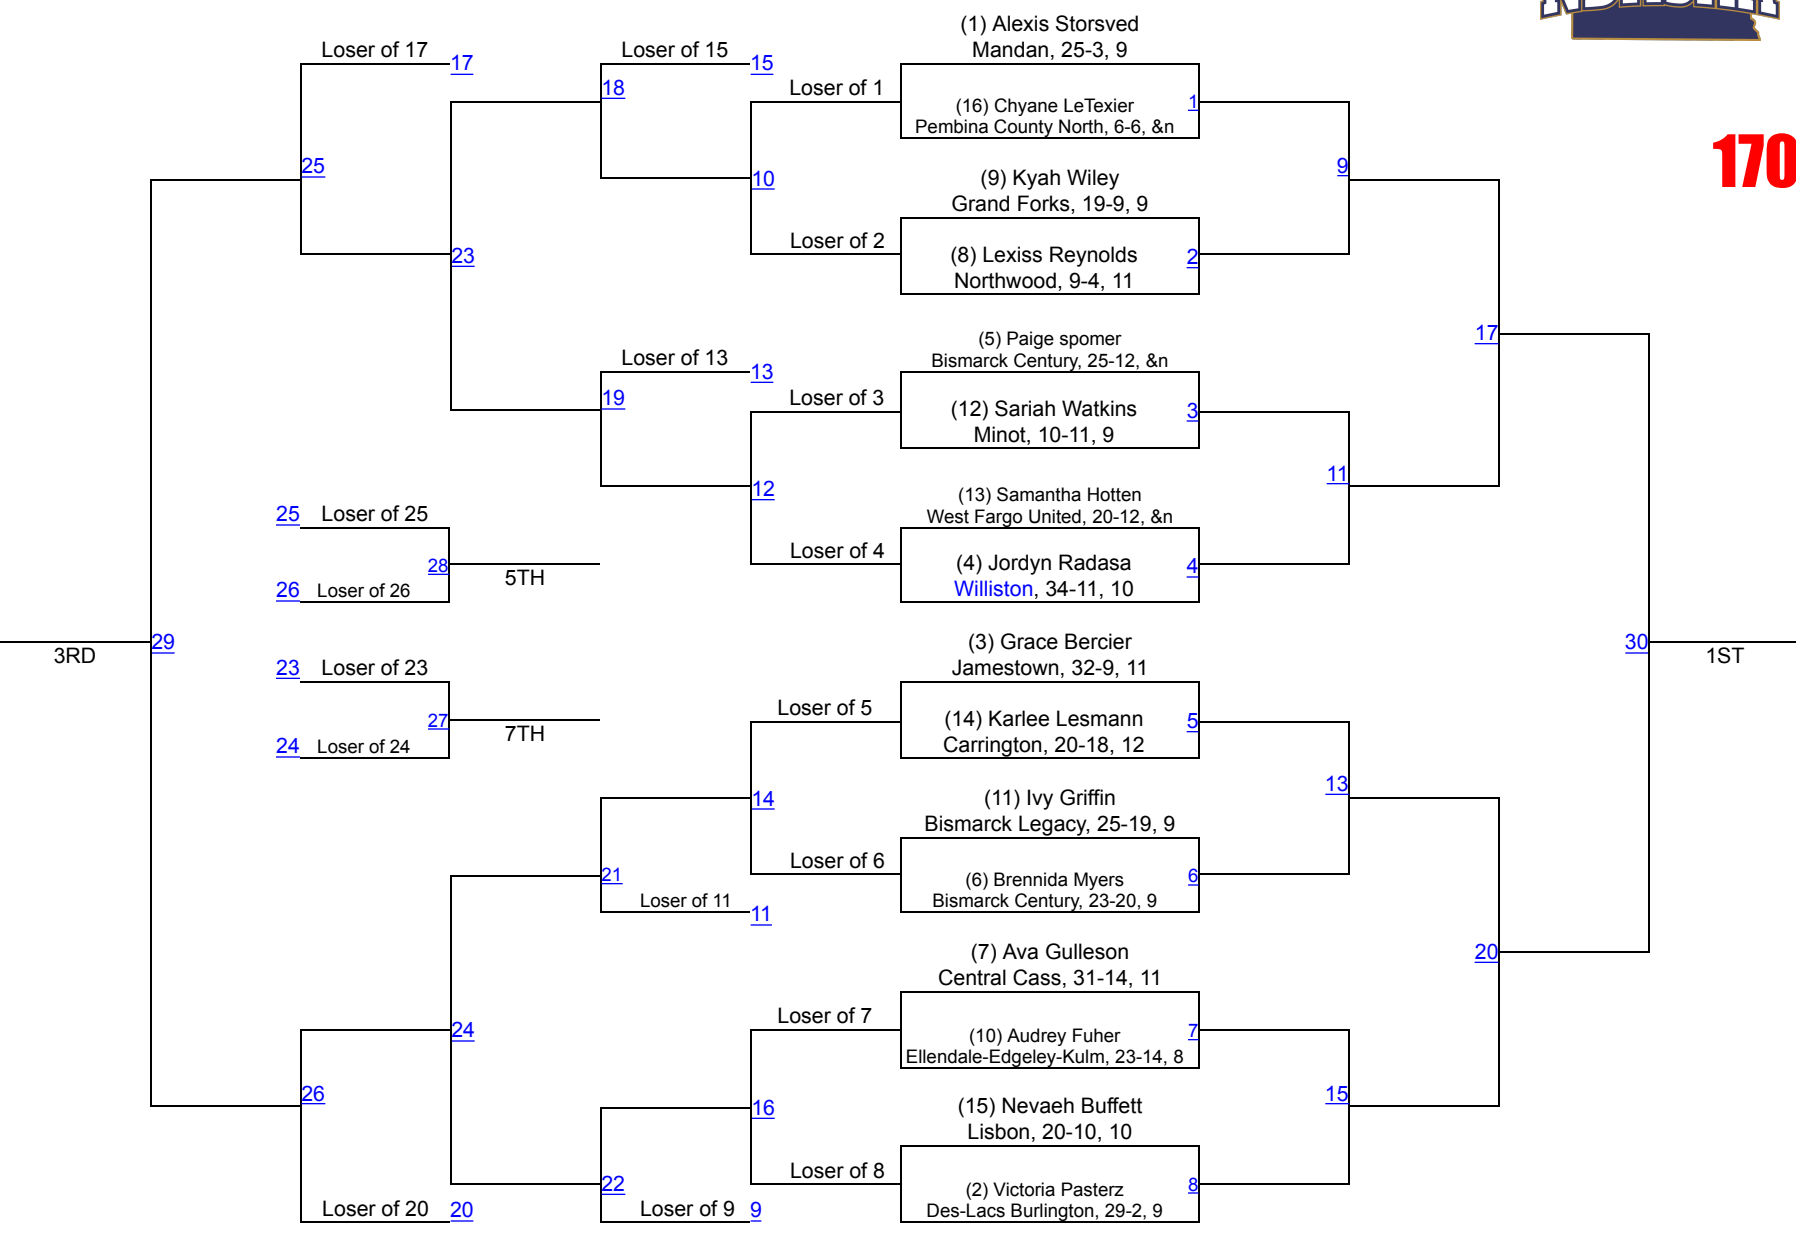 (1) Alexis Storsved
Loser of 17
17
Loser of 15
15
Mandan, 25-3, 9
18
Loser of 1
(16) Chyane LeTexier
1
Pembina County North, 6-6, &n
170
25
10
(9) Kyah Wiley
9
Grand Forks, 19-9, 9
23
Loser of 2
(8) Lexiss Reynolds
2
Northwood, 9-4, 11
17
(5) Paige spomer
Loser of 13
13
Bismarck Century, 25-12, &n
19
Loser of 3
(12) Sariah Watkins
3
Minot, 10-11, 9
11
12
(13) Samantha Hotten
25
Loser of 25
West Fargo United, 20-12, &n
28
5TH
Loser of 4
(4) Jordyn Radasa
4
26
Loser of 26
Williston, 34-11, 10
3RD
29
(3) Grace Bercier
30
1ST
23
Loser of 23
Jamestown, 32-9, 11
27
7TH
Loser of 5
(14) Karlee Lesmann
5
24
Loser of 24
Carrington, 20-18, 12
14
(11) Ivy Griffin
13
Bismarck Legacy, 25-19, 9
21
Loser of 6
(6) Brennida Myers
6
Loser of 11
11
Bismarck Century, 23-20, 9
(7) Ava Gulleson
20
Central Cass, 31-14, 11
24
Loser of 7
(10) Audrey Fuher
7
Ellendale-Edgeley-Kulm, 23-14, 8
26
16
(15) Nevaeh Buffett
15
Lisbon, 20-10, 10
22
Loser of 8
(2) Victoria Pasterz
8
Loser of 20
20
Loser of 9
9
Des-Lacs Burlington, 29-2, 9